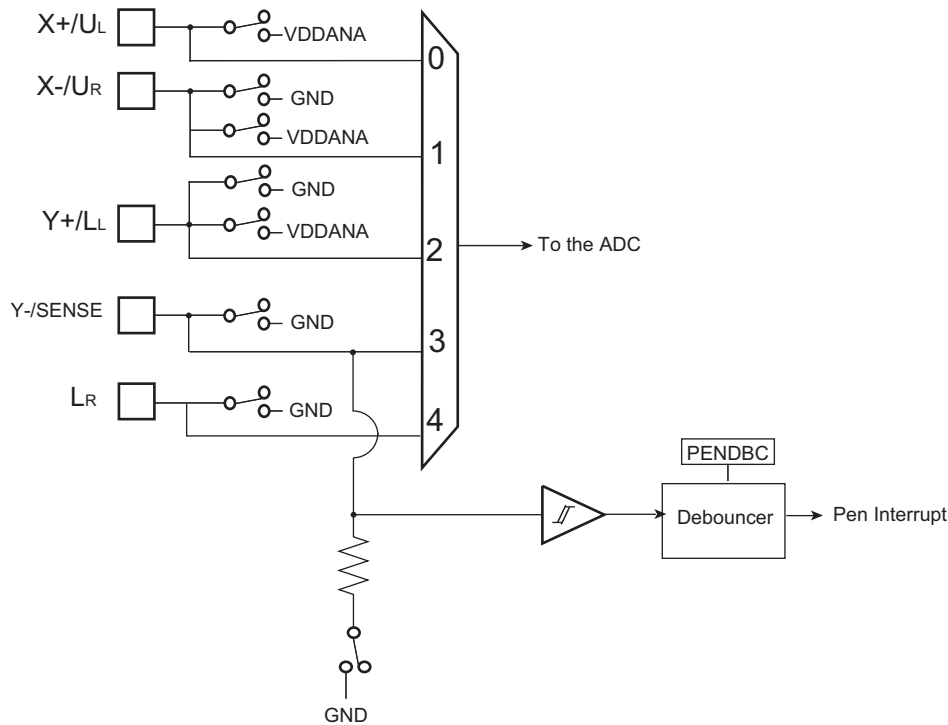 X+/UL
VDDANA
0
X-/UR
GND
VDDANA
1
GND
Y+/LL
VDDANA
2
To the ADC
Y-/SENSE
GND
3
LR
GND
4
PENDBC
Debouncer
Pen Interrupt
GND